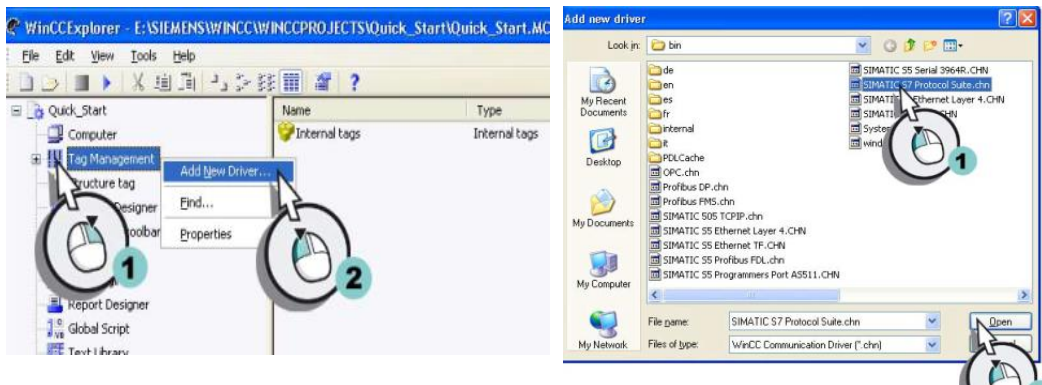 WinCCExplorer - E:\SIEMENS\WINCC\WINCCPROJECTS\Quick_Start\Quick_Start.MC
File Edit View Tools Help
Quick_Start
Computer
Tag Management
Structure tag
Designer
Report Designer
Global Script
Text Library
Add New Driver...
Find...
Properties
1
2
Name Type
Internal tags Internal tags
Add new driver
Look in: bin
My Recent Documents
Desktop
My Documents
My Computer
My Network
de
en
es
fr
internal
it
PDLCache
OPC.chn
Profibus DP.chn
Profibus FMS.chn
SIMATIC 505 TCPIP.chn
SIMATIC S5 Ethernet Layer 4.CHN
SIMATIC S5 Ethernet TF.CHN
SIMATIC S5 Profibus FDL.chn
SIMATIC S5 Programmers Port AS511.CHN
SIMATIC S5 Serial 3964R.CHN
SIMATIC S7 Protocol Suite.chn
Ethernet Layer 4.CHN
1
File name: SIMATIC S7 Protocol Suite.chn Open
Files of type: WinCC Communication Driver (*.chn)